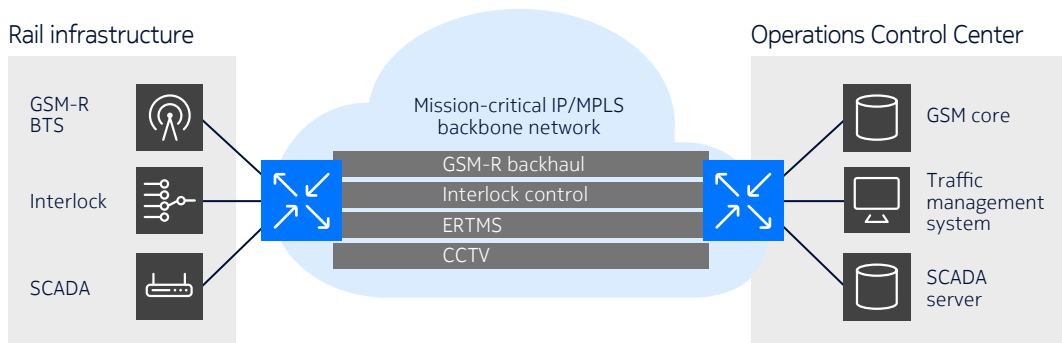 Rail infrastructure
GSM-R
BTS
Interlock
SCADA
Mission-critical IP/MPLS
backbone network
GSM-R backhaul
Interlock control
ERTMS
CCTV
Operations Control Center
GSM core
Traffic
management
system
SCADA
server